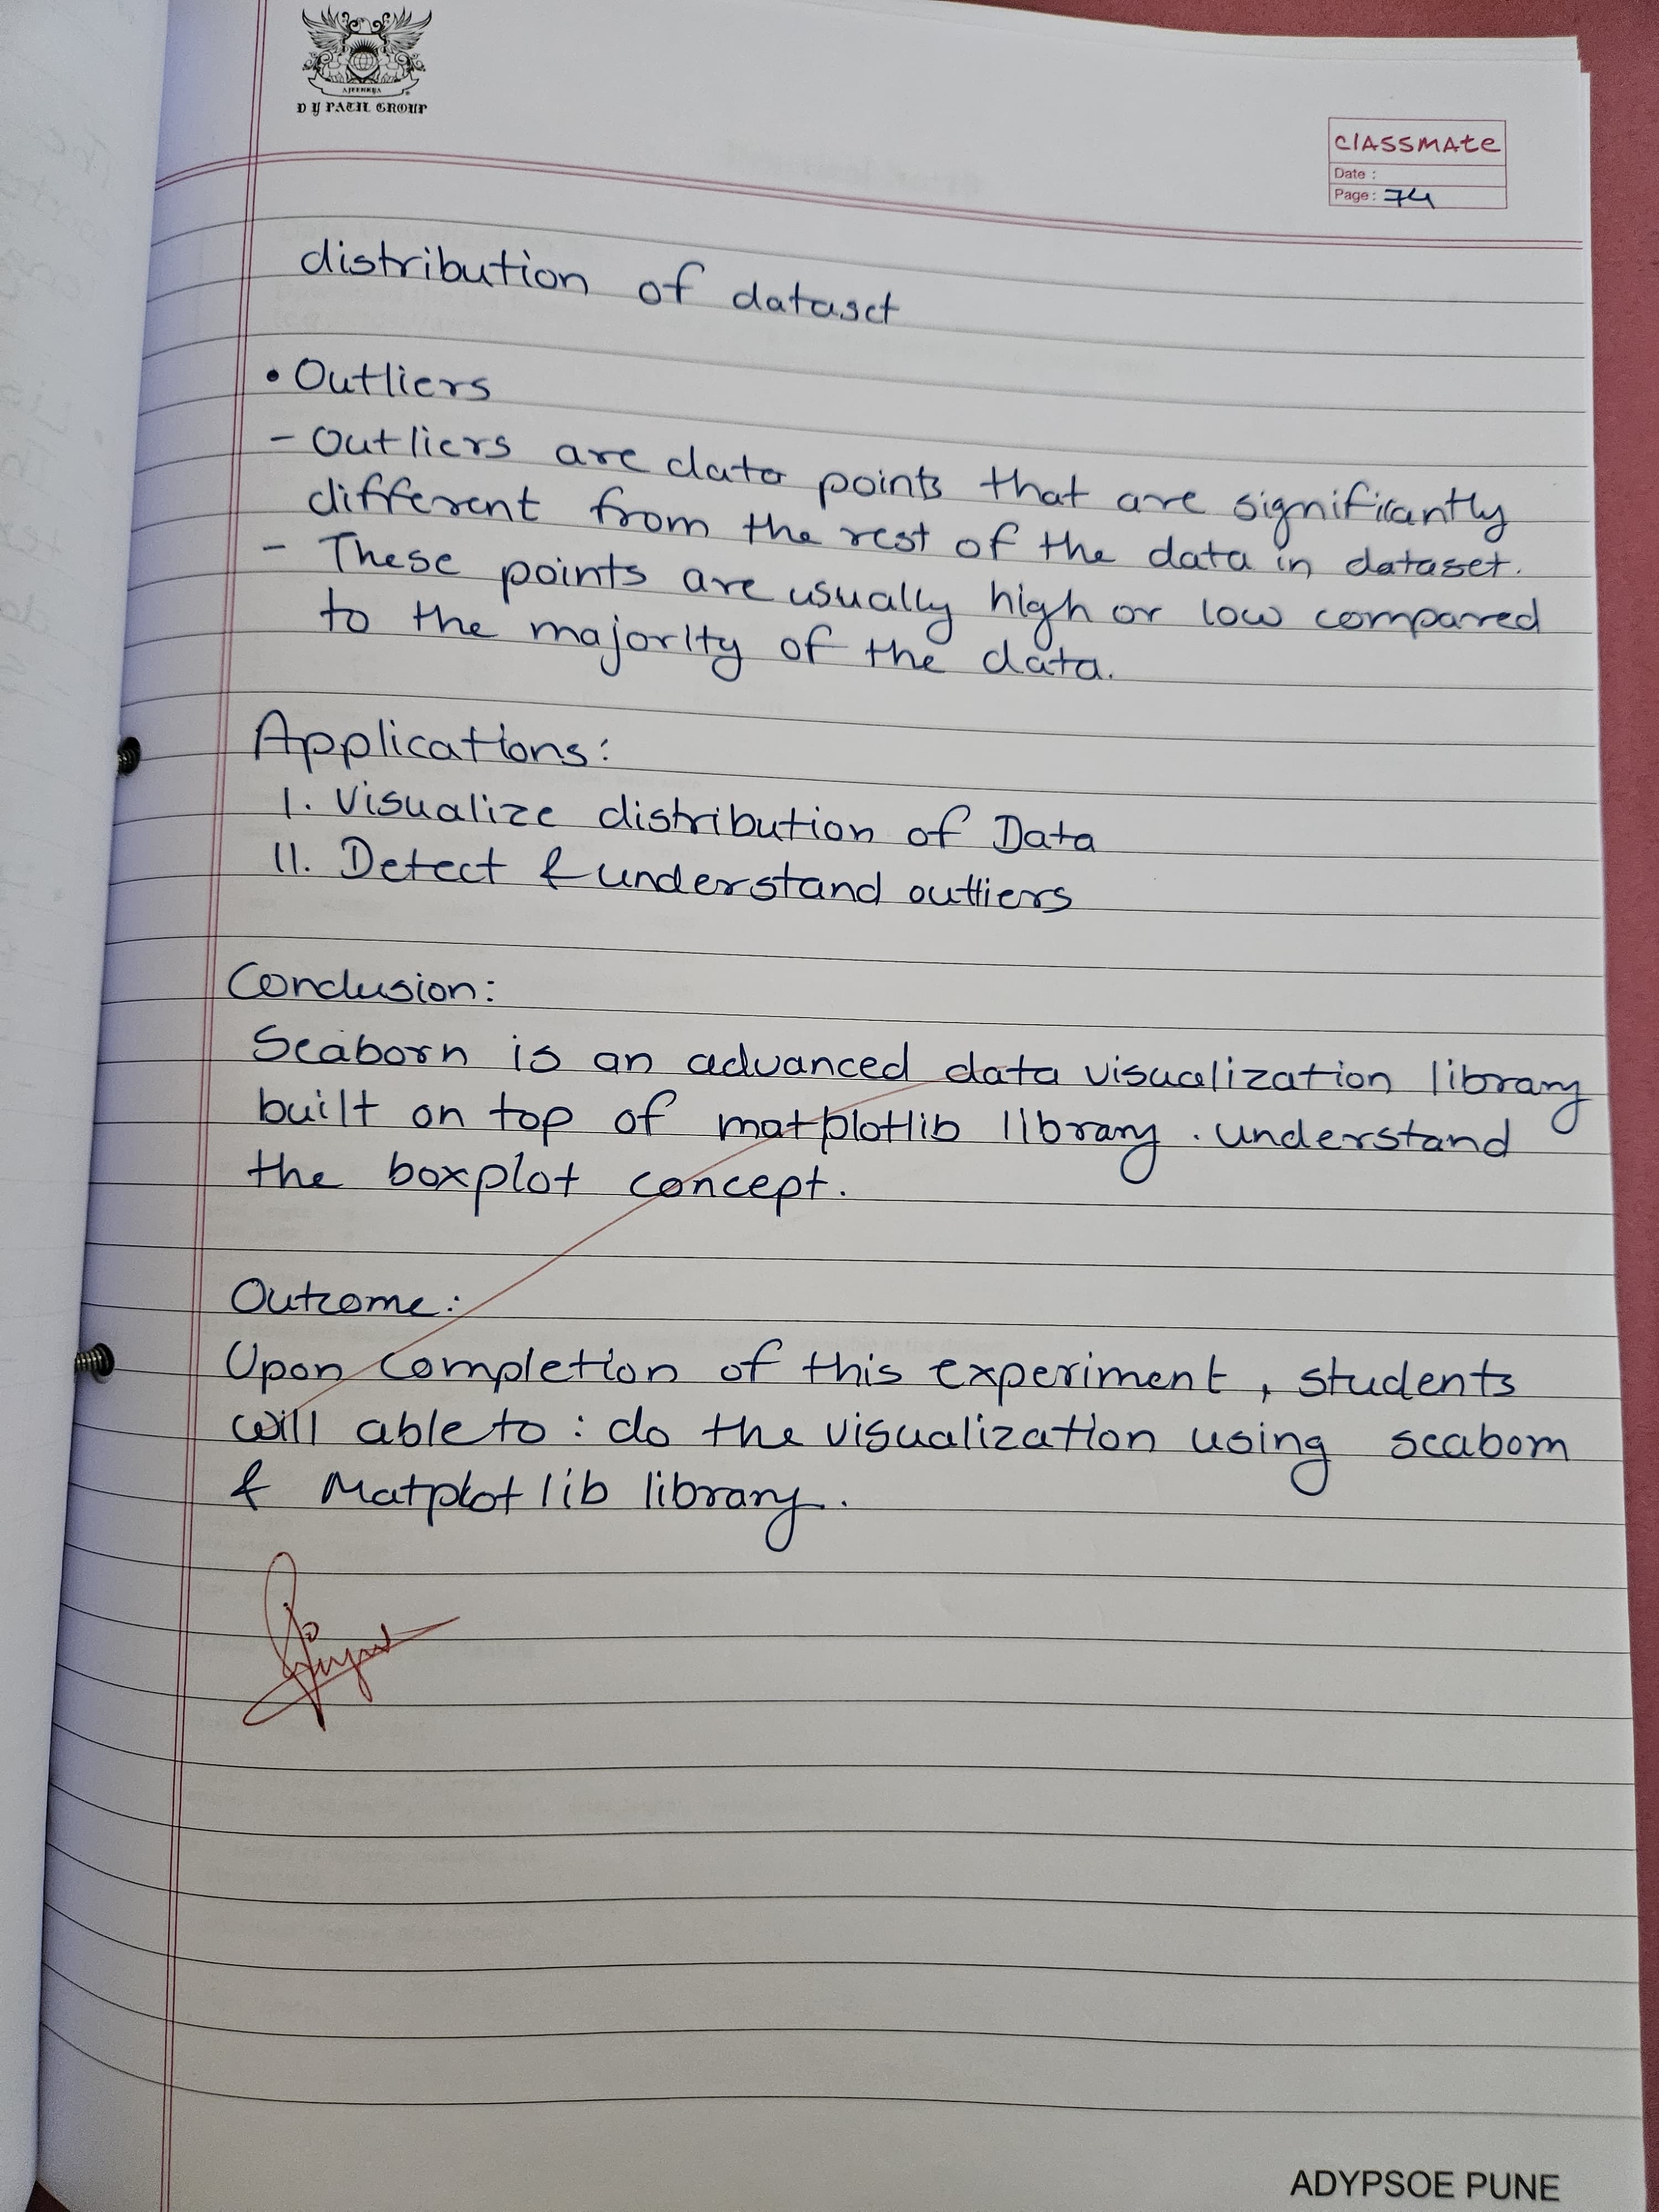 AJEENKYA
D Y PATIL GROUP
CLASSMATE
Date :
Page : 74
distribution of dataset
• Outliers
- Outliers are data points that are significantly
different from the rest of the data in dataset.
- These points are usually high or low compared
to the majority of the data.
Applications:
I. Visualize distribution of Data
II. Detect & understand outliers
Conclusion:
Seaborn is an advanced data visualization library
built on top of matplotlib library. understand
the boxplot concept.
Outcome:
Upon completion of this experiment, students
will able to : do the visualization using seaborn
& Matplotlib library.
ADYPSOE PUNE